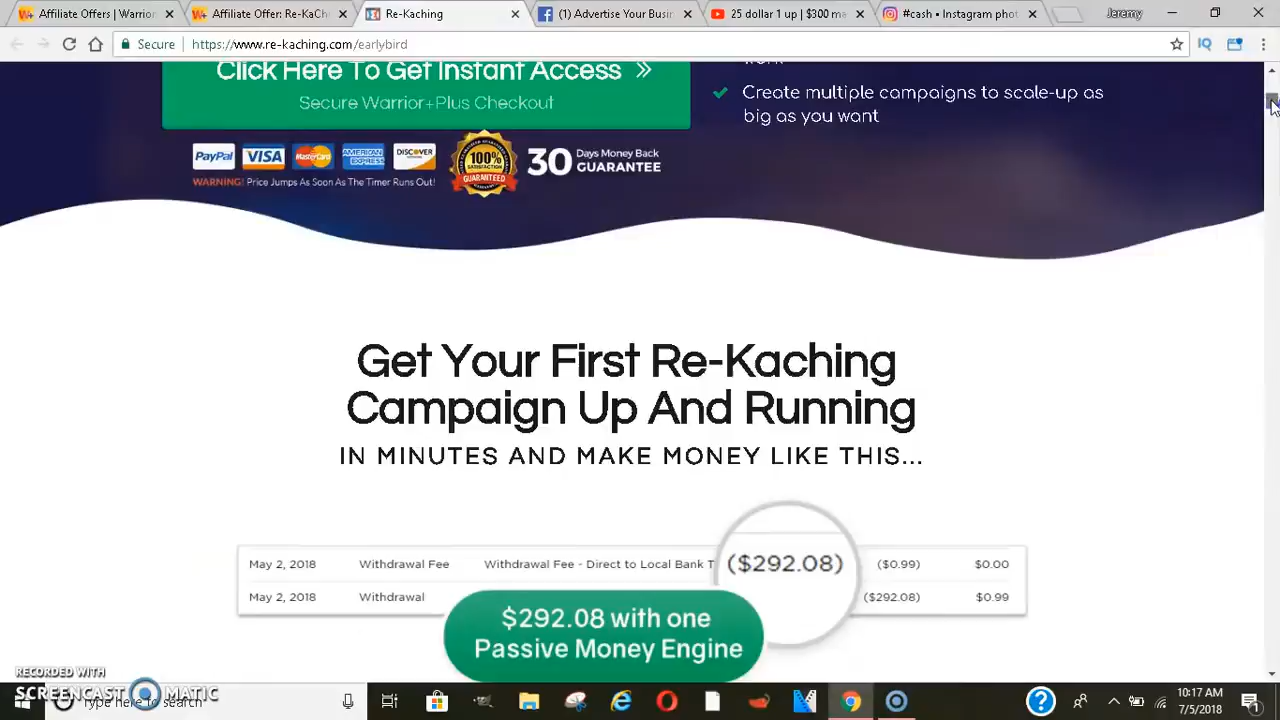 Affiliate Offers | Warrior
Affiliate Offers Re-KaCh
Re-Kaching
(1) Advertise Your Busin
25 dollar 1 up | $300 ma
#cash • Instagram phot
Jeremy
Secure
https://www.re-kaching.com/earlybird
Click Here To Get Instant Access »
Secure Warrior+Plus Checkout
Create multiple campaigns to scale-up as
big as you want
PayPal
VISA
MasterCard
AMERICAN EXPRESS
DISCOVER
WARNING! Price Jumps As Soon As The Timer Runs Out!
100%
SATISFACTION
GUARANTEED
30 Days Money Back
GUARANTEE
Get Your First Re-Kaching
Campaign Up And Running
IN MINUTES AND MAKE MONEY LIKE THIS...
May 2, 2018 Withdrawal Fee Withdrawal Fee - Direct to Local Bank T ($292.08) ($0.99) $0.00
May 2, 2018 Withdrawal ($292.08) $0.99
$292.08 with one
Passive Money Engine
RECORDED WITH
SCREENCAST MATIC
Type here to search
10:17 AM
7/5/2018